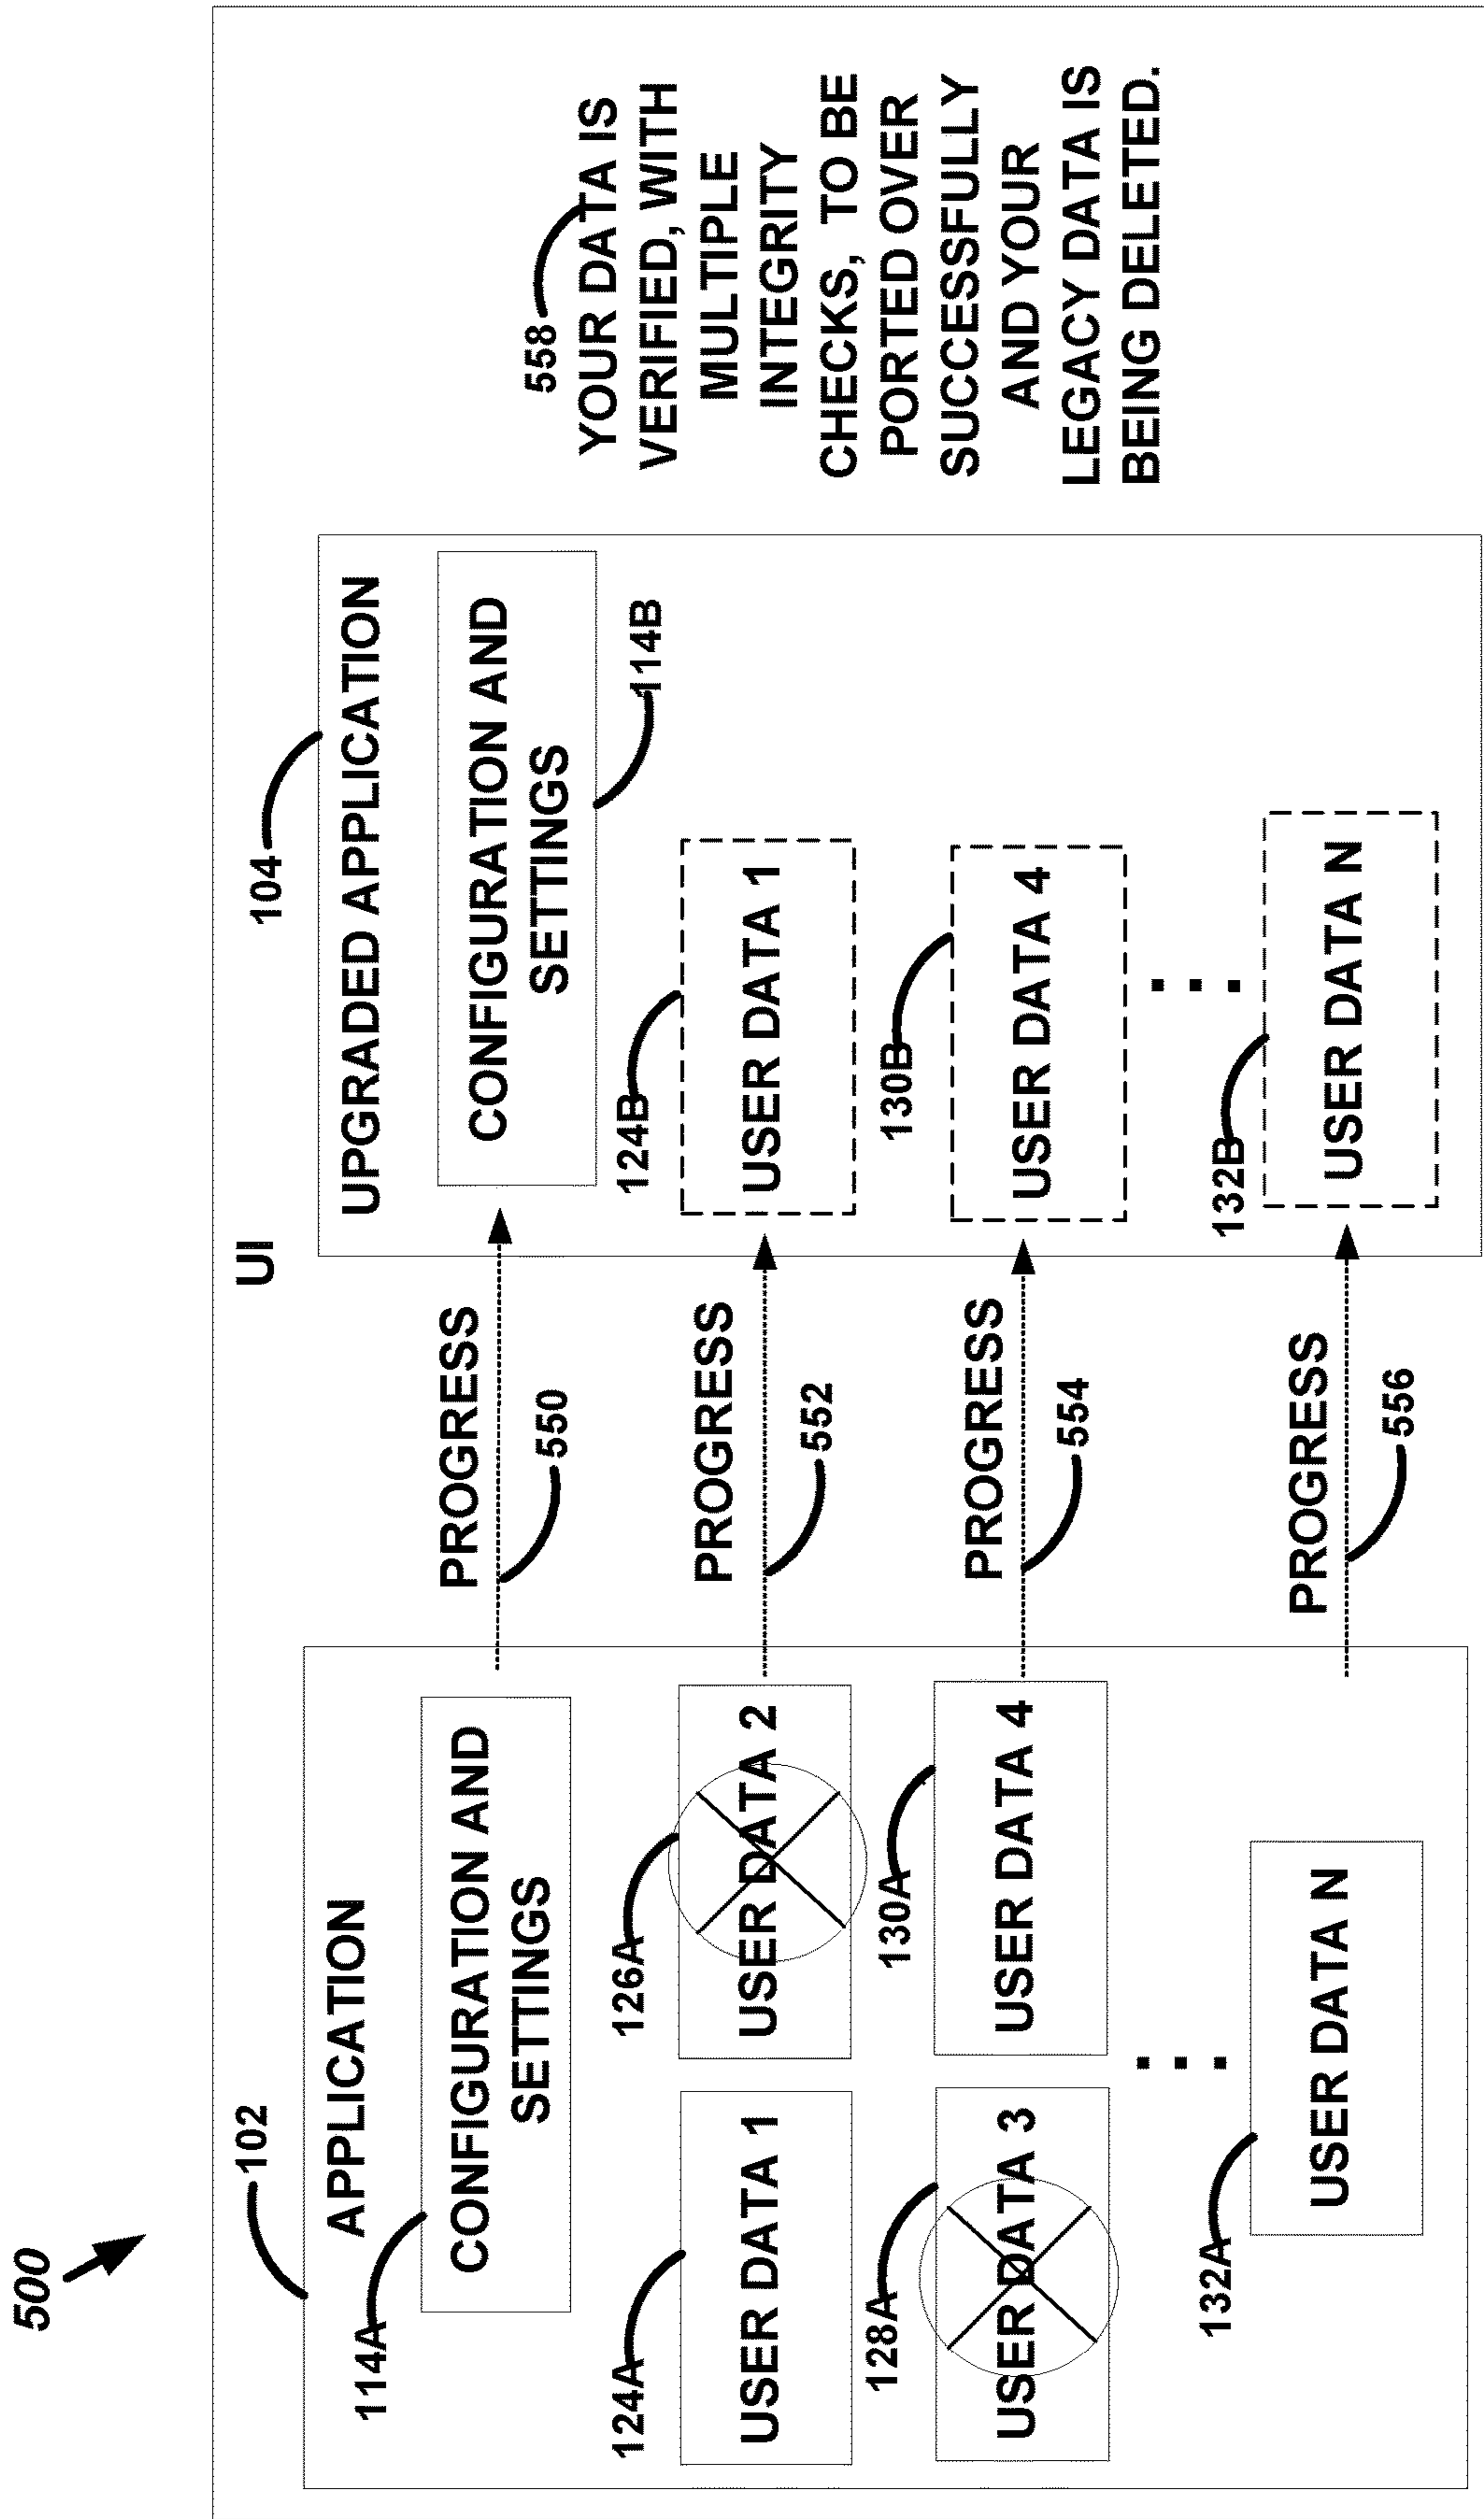 500
UI
102
APPLICATION
114A
CONFIGURATION AND
SETTINGS
124A
USER DATA 1
126A
USER DATA 2
128A
USER DATA 3
130A
USER DATA 4
132A
USER DATA N
PROGRESS
550
PROGRESS
552
PROGRESS
554
PROGRESS
556
104
UPGRADED APPLICATION
CONFIGURATION AND
SETTINGS
114B
124B
USER DATA 1
130B
USER DATA 4
132B
USER DATA N
558
YOUR DATA IS
VERIFIED, WITH
MULTIPLE
INTEGRITY
CHECKS, TO BE
PORTED OVER
SUCCESSFULLY
AND YOUR
LEGACY DATA IS
BEING DELETED.